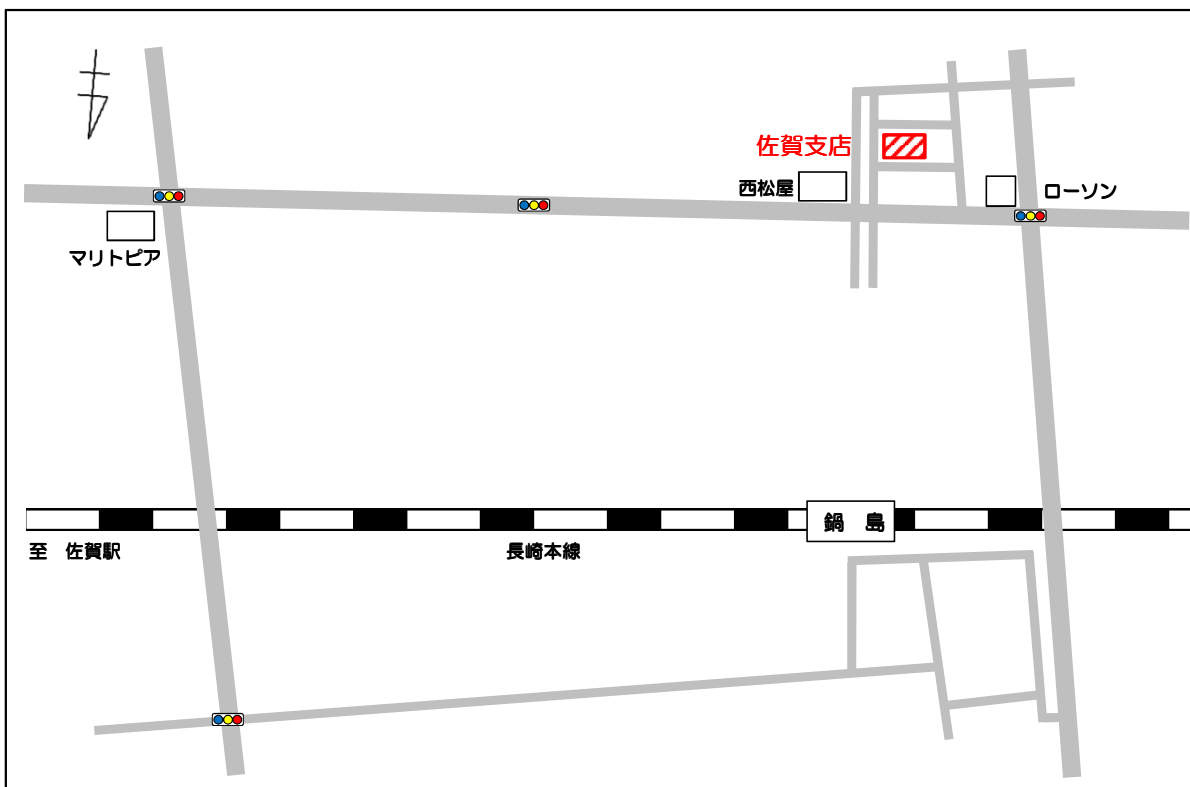 佐賀支店
西松屋
ローソン
マリトピア
鍋島
至 佐賀駅
長崎本線